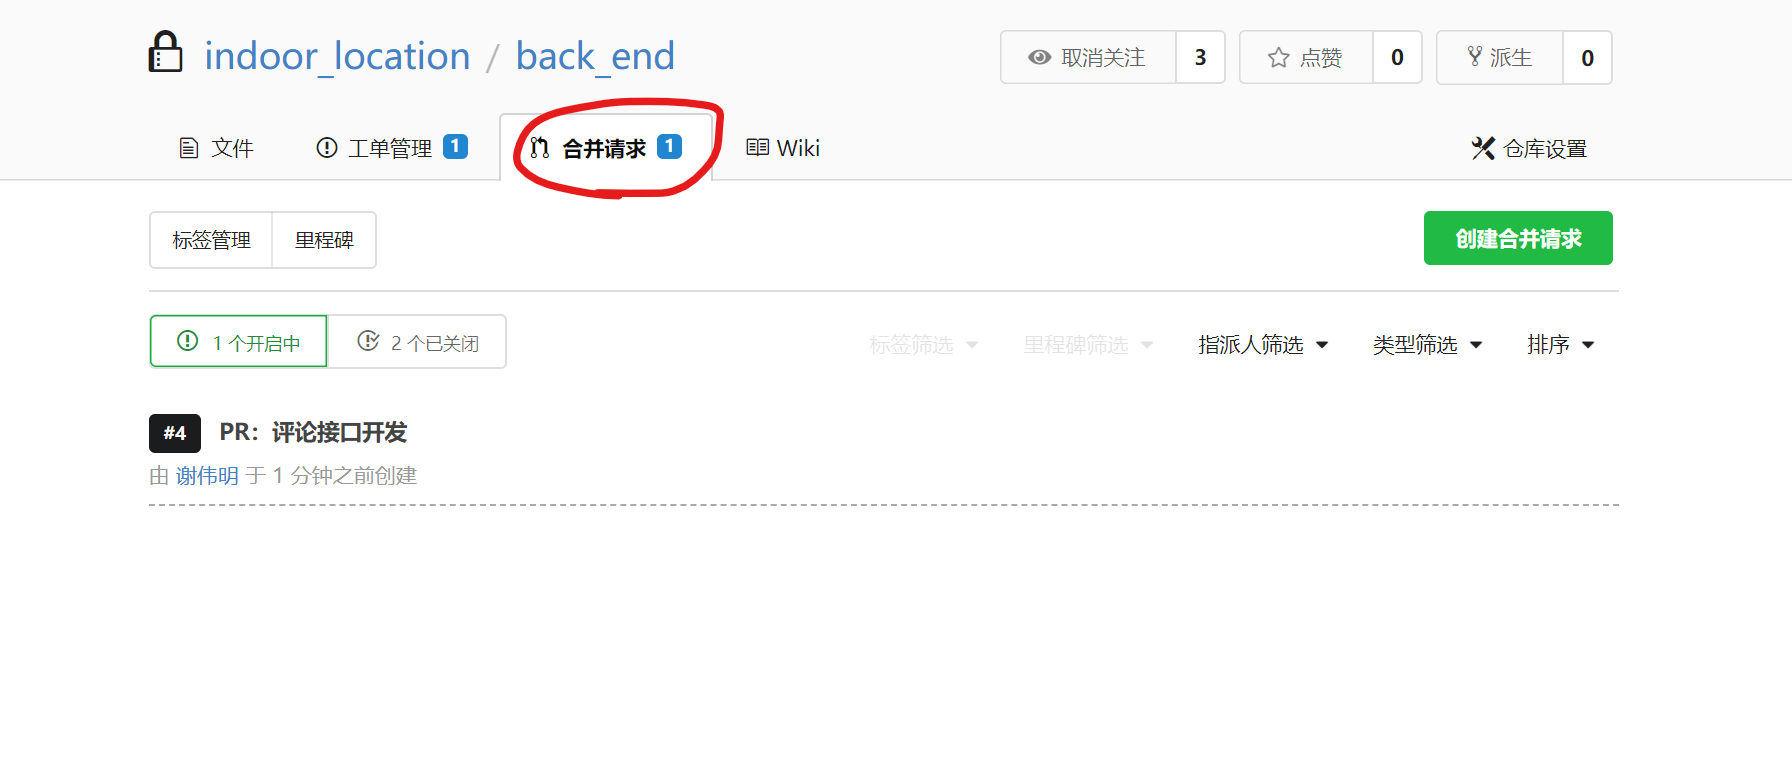 indoor_location / back_end
取消关注 3
点赞 0
派生 0
文件
工单管理 1
合并请求 1
Wiki
仓库设置
标签管理
里程碑
创建合并请求
1 个开启中
2 个已关闭
标签筛选
里程碑筛选
指派人筛选
类型筛选
排序
#4 PR：评论接口开发
由 谢伟明 于 1 分钟之前创建